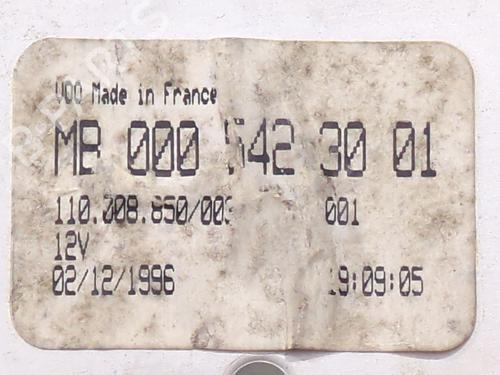 VDO Made in France
MB 000 542 30 01
110.008.850/003 001
12V
02/12/1996 19:09:05